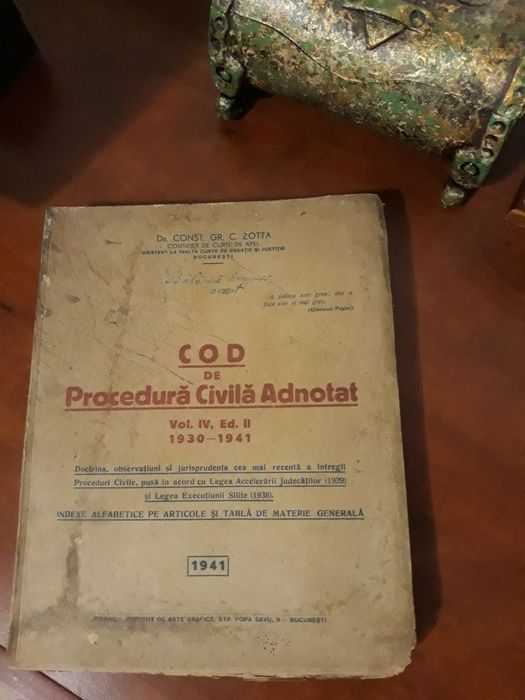 Dr. CONST. GR. C. ZOTTA
CONSILIER DE CURTE DE APEL
ASISTENT LA ÎNALTA CURTE DE CASAȚIE ȘI JUSTIȚIE
BUCUREȘTI
A judeca este greu; dar a
face este și mai greu.
(Giovanni Papini)
COD
DE
Procedură Civilă Adnotat
Vol. IV, Ed. II
1930—1941
Doctrina, observațiuni și jurisprudența cea mai recentă a întregii
Proceduri Civile, pusă în acord cu Legea Accelerării Judecăților (1929)
și Legea Execuțiunii Silite (1938).
INDEXE ALFABETICE PE ARTICOLE ȘI TABLĂ DE MATERIE GENERALĂ
1941
INSTITUT DE ARTE GRAFICE, STR. POPA SAVU, 9 — BUCUREȘTI